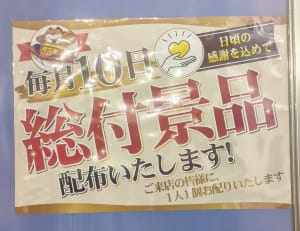 毎月10日
日頃の
感謝を込めて
総付景品
配布いたします!
ご来店の皆様に、
1人1個お配りいたします